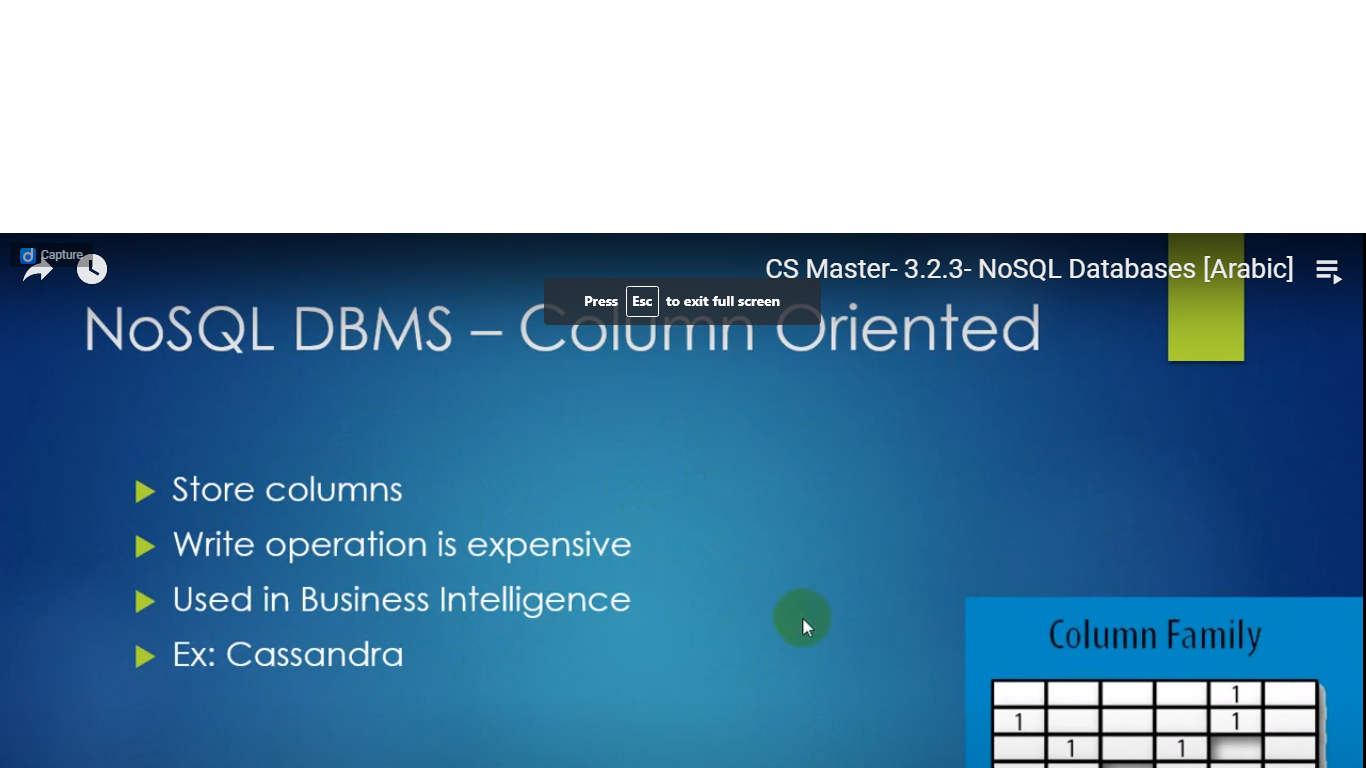 Capture
CS Master- 3.2.3- NoSQL Databases [Arabic]
Press Esc to exit full screen
NoSQL DBMS – Column Oriented
Store columns
Write operation is expensive
Used in Business Intelligence
Ex: Cassandra
Column Family
1
1 1
1 1